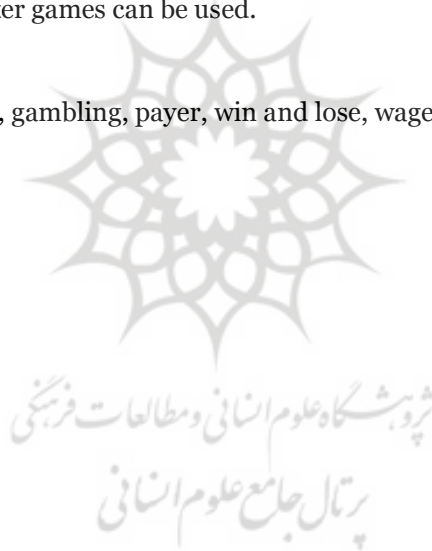 ter games can be used.
, gambling, payer, win and lose, wage
پژوهشگاه علوم انسانی و مطالعات فرهنگی
پرتال جامع علوم انسانی